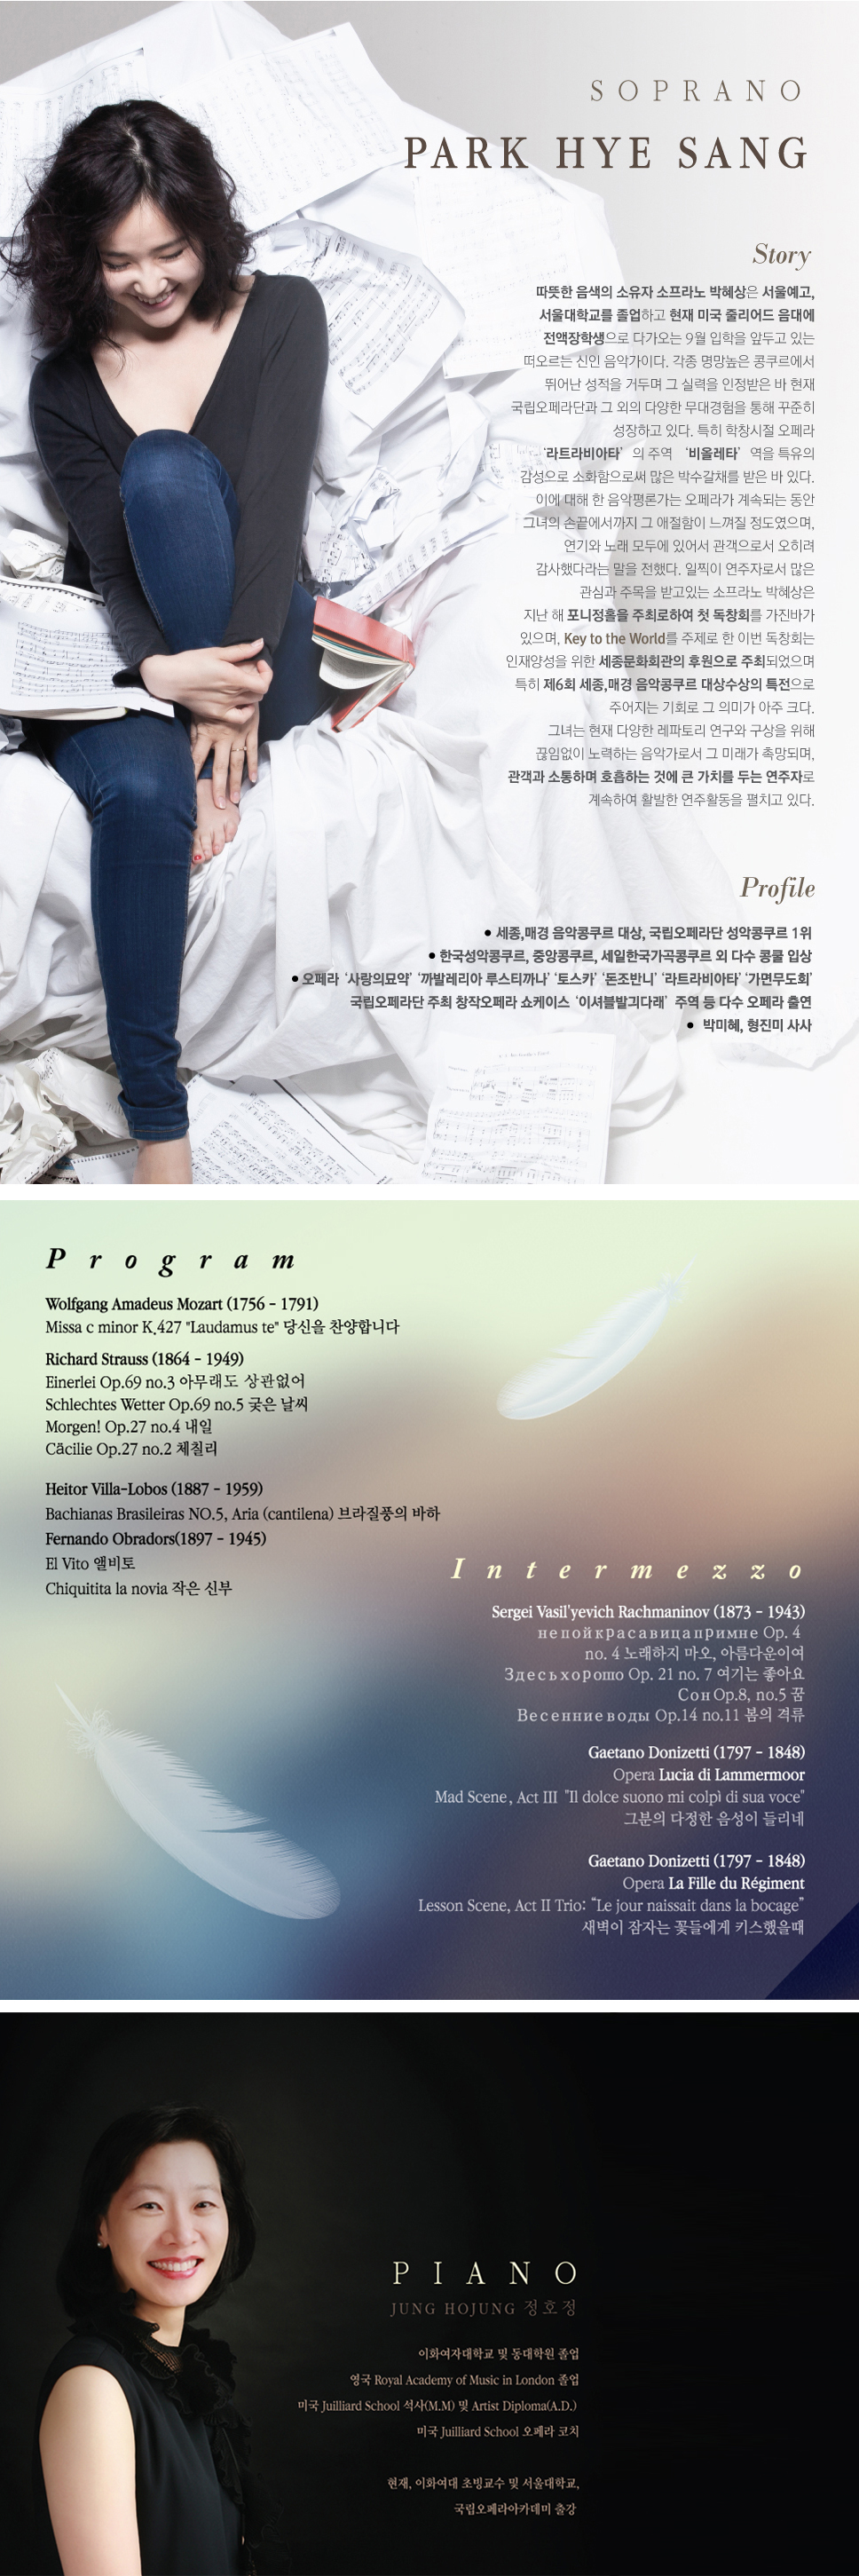 SOPRANO
PARK HYE SANG
Story
따뜻한 음색의 소유자 소프라노 박혜상은 서울예고,
서울대학교를 졸업하고 현재 미국 줄리어드 음대에
전액장학생으로 다가오는 9월 입학을 앞두고 있는
떠오르는 신인 음악가이다. 각종 명망높은 콩쿠르에서
뛰어난 성적을 거두며 그 실력을 인정받은 바 현재
국립오페라단과 그 외의 다양한 무대경험을 통해 꾸준히
성장하고 있다. 특히 학창시절 오페라
‘라트라비아타’ 의 주역 ‘비올레타’ 역을 특유의
감성으로 소화함으로써 많은 박수갈채를 받은 바 있다.
이에 대해 한 음악평론가는 오페라가 계속되는 동안
그녀의 손끝에서까지 그 애절함이 느껴질 정도였으며,
연기와 노래 모두에 있어서 관객으로서 오히려
감사했다라는 말을 전했다. 일찍이 연주자로서 많은
관심과 주목을 받고있는 소프라노 박혜상은
지난 해 포니정홀을 주최로하여 첫 독창회를 가진바가
있으며, Key to the World를 주제로 한 이번 독창회는
인재양성을 위한 세종문화회관의 후원으로 주최되었으며
특히 제6회 세종,매경 음악콩쿠르 대상수상의 특전으로
주어지는 기회로 그 의미가 아주 크다.
그녀는 현재 다양한 레파토리 연구와 구상을 위해
끊임없이 노력하는 음악가로서 그 미래가 촉망되며,
관객과 소통하며 호흡하는 것에 큰 가치를 두는 연주자로
계속하여 활발한 연주활동을 펼치고 있다.
Profile
● 세종,매경 음악콩쿠르 대상, 국립오페라단 성악콩쿠르 1위
● 한국성악콩쿠르, 중앙콩쿠르, 세일한국가곡콩쿠르 외 다수 콩쿨 입상
● 오페라 ‘사랑의묘약’ ‘까발레리아 루스티까나’ ‘토스카’ ‘돈조반니’ ‘라트라비아타’ ‘가면무도회’
국립오페라단 주최 창작오페라 쇼케이스 ‘이셔블발긔다래’ 주역 등 다수 오페라 출연
● 박미혜, 형진미 사사
Program
Wolfgang Amadeus Mozart (1756 - 1791)
Missa c minor K.427 "Laudamus te" 당신을 찬양합니다
Richard Strauss (1864 - 1949)
Einerlei Op.69 no.3 아무래도 상관없어
Schlechtes Wetter Op.69 no.5 궂은 날씨
Morgen! Op.27 no.4 내일
Cäcilie Op.27 no.2 체칠리
Heitor Villa-Lobos (1887 - 1959)
Bachianas Brasileiras NO.5, Aria (cantilena) 브라질풍의 바하
Fernando Obradors(1897 - 1945)
El Vito 앨비토
Chiquitita la novia 작은 신부
Intermezzo
Sergei Vasil'yevich Rachmaninov (1873 - 1943)
не пой красавица при мне Op. 4
no. 4 노래하지 마오, 아름다운이여
Здесь хорошо Op. 21 no. 7 여기는 좋아요
Сон Op.8, no.5 꿈
Весенние воды Op.14 no.11 봄의 격류
Gaetano Donizetti (1797 - 1848)
Opera Lucia di Lammermoor
Mad Scene, Act III "Il dolce suono mi colpì di sua voce"
그분의 다정한 음성이 들리네
Gaetano Donizetti (1797 - 1848)
Opera La Fille du Régiment
Lesson Scene, Act II Trio: “Le jour naissait dans la bocage”
새벽이 잠자는 꽃들에게 키스했을때
PIANO
JUNG HOJUNG 정호정
이화여자대학교 및 동대학원 졸업
영국 Royal Academy of Music in London 졸업
미국 Juilliard School 석사(M.M) 및 Artist Diploma(A.D.)
미국 Juilliard School 오페라 코치
현재, 이화여대 초빙교수 및 서울대학교,
국립오페라아카데미 출강